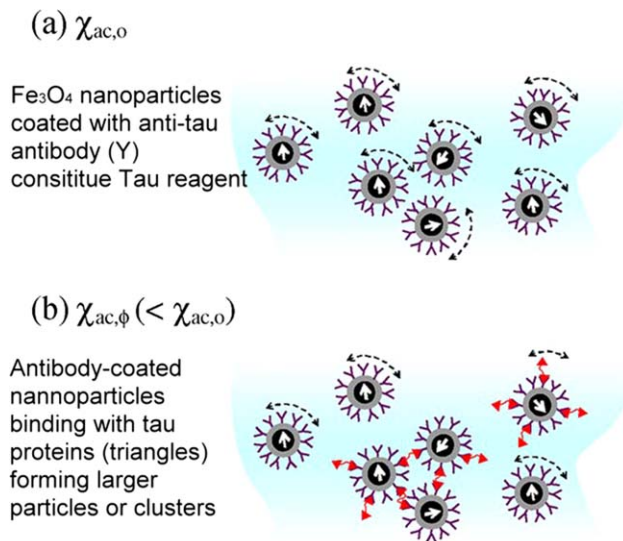 (a) χac,o
Fe₃O₄ nanoparticles
coated with anti-tau
antibody (Y)
consititue Tau reagent
(b) χac,ϕ (< χac,o)
Antibody-coated
nannoparticles
binding with tau
proteins (triangles)
forming larger
particles or clusters